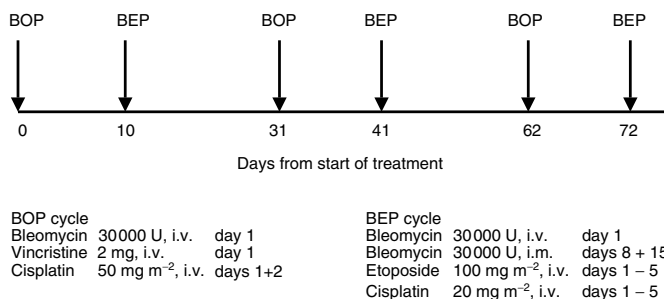 BOP BEP BOP BEP BOP BEP
0 10 31 41 62 72
Days from start of treatment
BOP cycle
Bleomycin 30 000 U, i.v. day 1
Vincristine 2 mg, i.v. day 1
Cisplatin 50 mg m−2, i.v. days 1+2
BEP cycle
Bleomycin 30 000 U, i.v. day 1
Bleomycin 30 000 U, i.m. days 8 + 15
Etoposide 100 mg m−2, i.v. days 1 – 5
Cisplatin 20 mg m−2, i.v. days 1 – 5